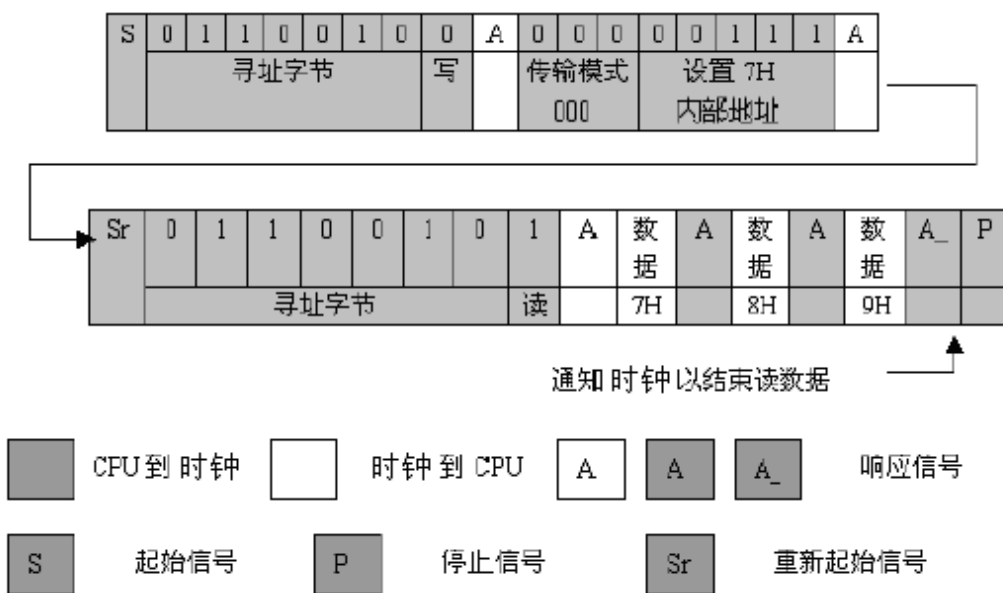 S 0 1 1 0 0 1 0 0 A 0 0 0 0 0 1 1 1 A
寻址字节 写 传输模式 设置 7H
000 内部地址
Sr 0 1 1 0 0 1 0 1 A 数 A 数 A 数 A_ P
据 据 据
寻址字节 读 7H 8H 9H
通知时钟以结束读数据
CPU到时钟 时钟到CPU A A A_ 响应信号
S 起始信号 P 停止信号 Sr 重新起始信号